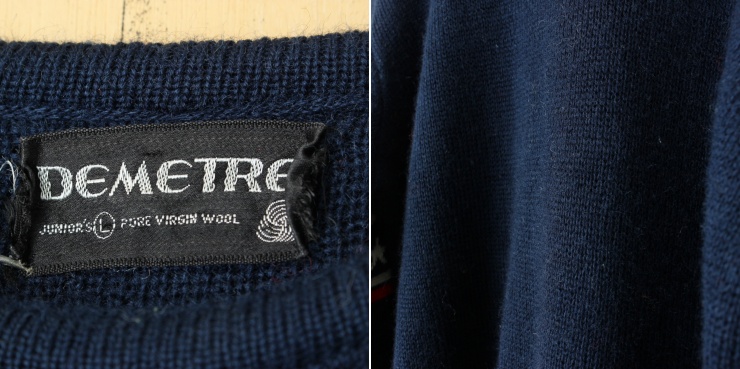 DEMETRE
JUNIOR'S L PURE VIRGIN WOOL